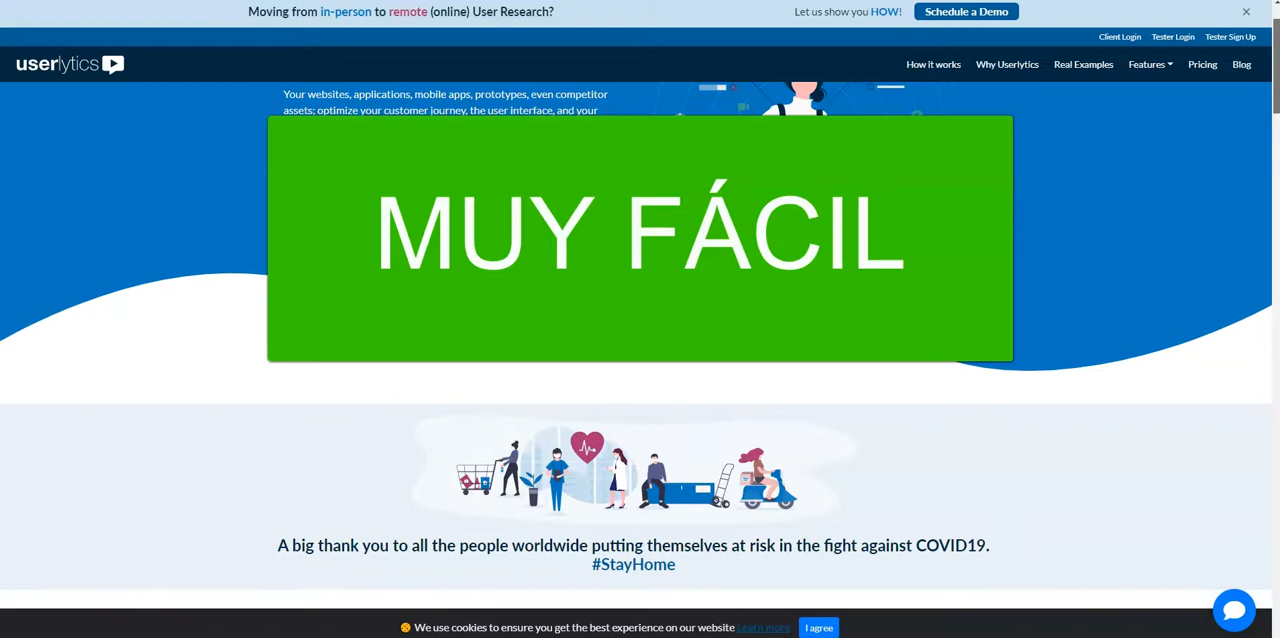 Moving from in-person to remote (online) User Research?
Let us show you HOW! Schedule a Demo ×
Client Login Tester Login Tester Sign Up
userlytics How it works Why Userlytics Real Examples Features Pricing Blog
Your websites, applications, mobile apps, prototypes, even competitor
assets; optimize your customer journey, the user interface, and your
MUY FÁCIL
A big thank you to all the people worldwide putting themselves at risk in the fight against COVID19.
#StayHome
We use cookies to ensure you get the best experience on our website Learn more I agree